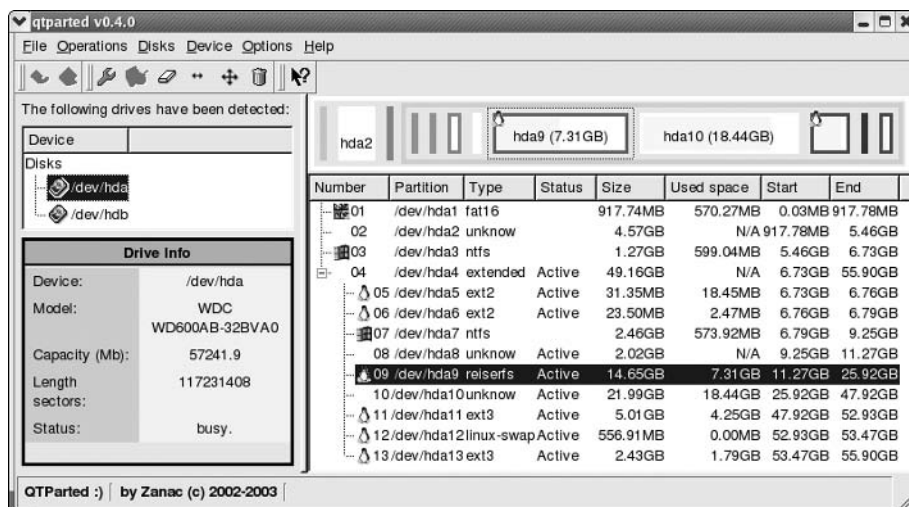 qtparted v0.4.0
File Operations Disks Device Options Help
The following drives have been detected:
Device
Disks
/dev/hda
/dev/hdb
Drive Info
Device: /dev/hda
Model: WDC WD600AB-32BVA0
Capacity (Mb): 57241.9
Length sectors: 117231408
Status: busy.
hda2 hda9 (7.31GB) hda10 (18.44GB)
Number Partition Type Status Size Used space Start End
01 /dev/hda1 fat16 917.74MB 570.27MB 0.03MB 917.78MB
02 /dev/hda2 unknow 4.57GB N/A 917.78MB 5.46GB
03 /dev/hda3 ntfs 1.27GB 599.04MB 5.46GB 6.73GB
04 /dev/hda4 extended Active 49.16GB N/A 6.73GB 55.90GB
05 /dev/hda5 ext2 Active 31.35MB 18.45MB 6.73GB 6.76GB
06 /dev/hda6 ext2 Active 23.50MB 2.47MB 6.76GB 6.79GB
07 /dev/hda7 ntfs 2.46GB 573.92MB 6.79GB 9.25GB
08 /dev/hda8 unknow Active 2.02GB N/A 9.25GB 11.27GB
09 /dev/hda9 reiserfs Active 14.65GB 7.31GB 11.27GB 25.92GB
10 /dev/hda10 unknow Active 21.99GB 18.44GB 25.92GB 47.92GB
11 /dev/hda11 ext3 Active 5.01GB 4.25GB 47.92GB 52.93GB
12 /dev/hda12 linux-swap Active 556.91MB 0.00MB 52.93GB 53.47GB
13 /dev/hda13 ext3 Active 2.43GB 1.79GB 53.47GB 55.90GB
QTParted :) by Zanac (c) 2002-2003